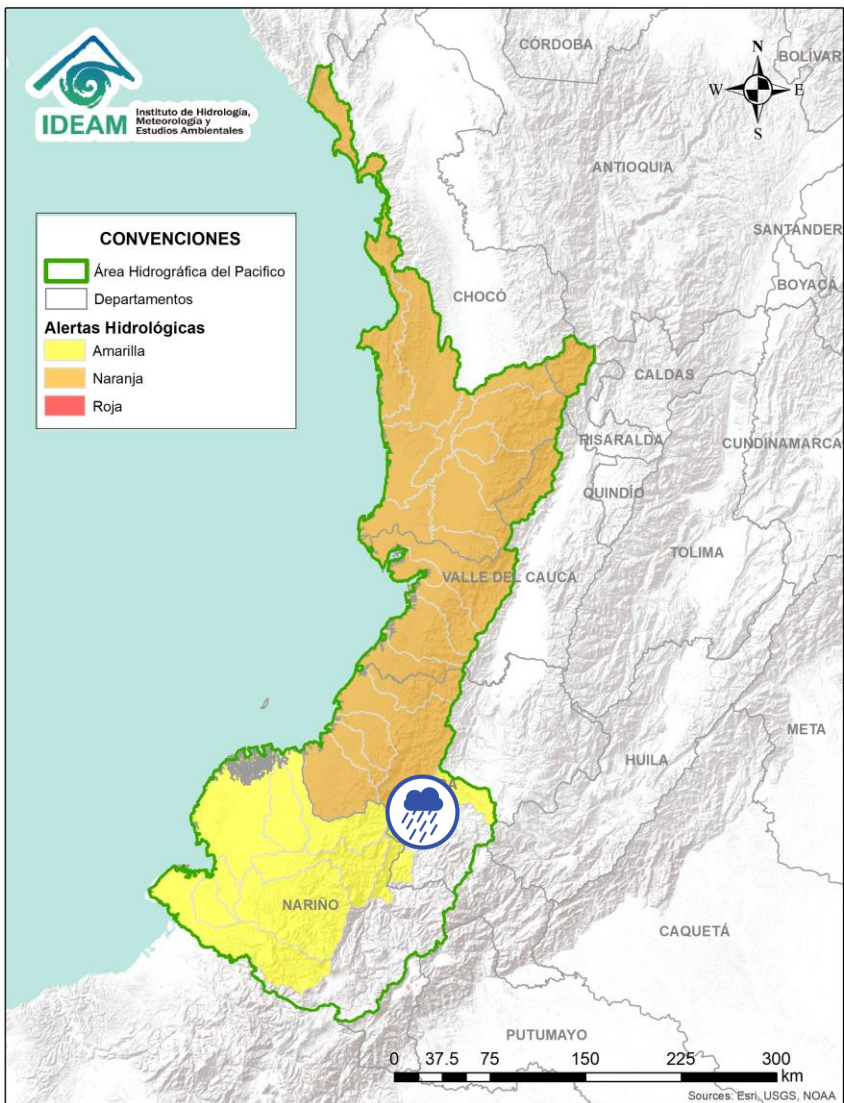 IDEAM
Instituto de Hidrología,
Meteorología y
Estudios Ambientales
CÓRDOBA
BOLÍVAR
N
W E
S
ANTIOQUIA
SANTANDER
BOYACÁ
CONVENCIONES
Área Hidrográfica del Pacifico
Departamentos
Alertas Hidrológicas
Amarilla
Naranja
Roja
CHOCÓ
CALDAS
RISARALDA
CUNDINAMARCA
QUINDÍO
TOLIMA
VALLE DEL CAUCA
META
HUILA
NARIÑO
CAQUETÁ
PUTUMAYO
0 37.5 75 150 225 300
km
Sources: Esri, USGS, NOAA